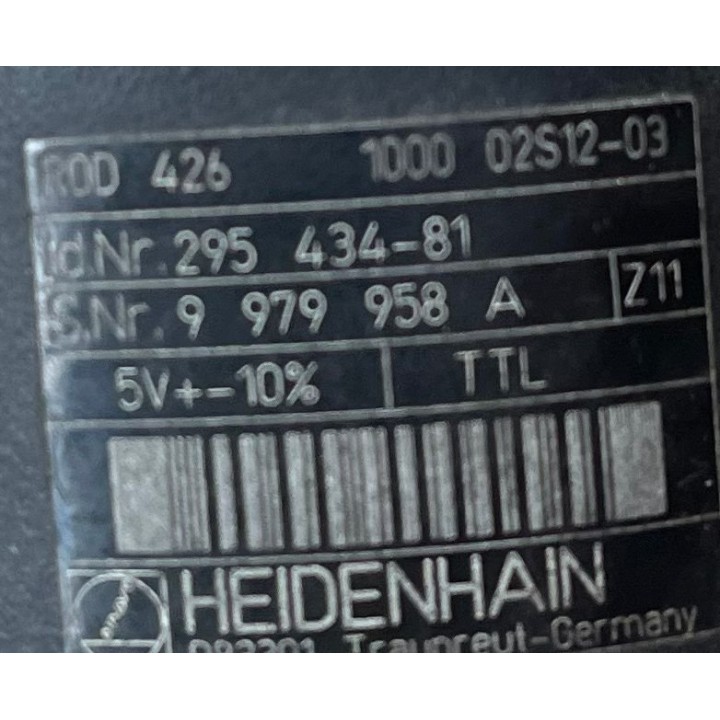 ROD 426 1000 02S12-03
Id.Nr. 295 434-81
S.Nr. 9 979 958 A Z11
5V+-10% TTL
HEIDENHAIN
Traunreut-Germany